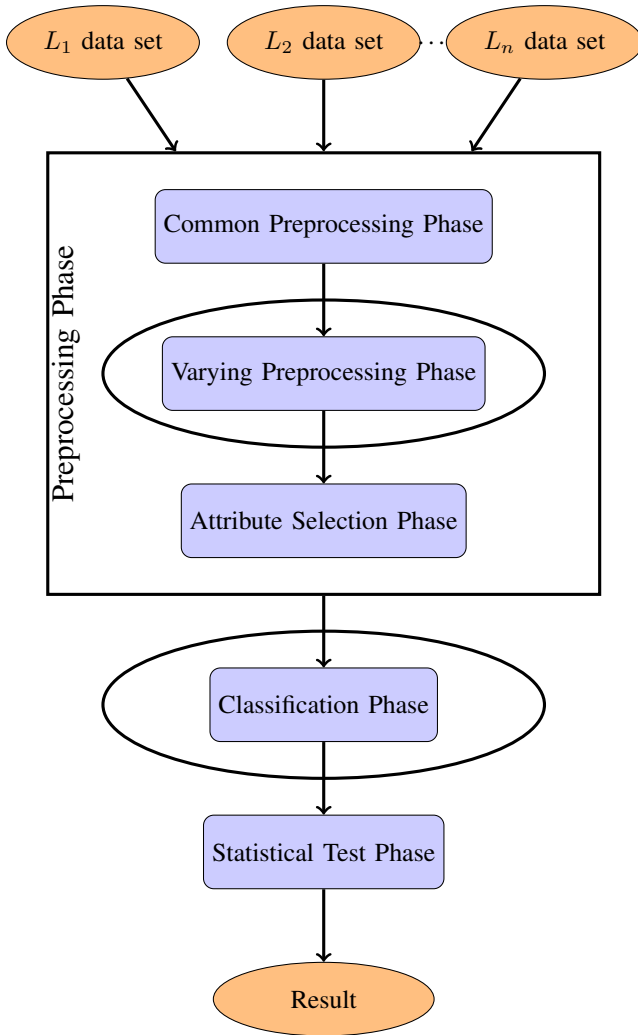 L₁ data set
L₂ data set
...
Lₙ data set
Preprocessing Phase
Common Preprocessing Phase
Varying Preprocessing Phase
Attribute Selection Phase
Classification Phase
Statistical Test Phase
Result